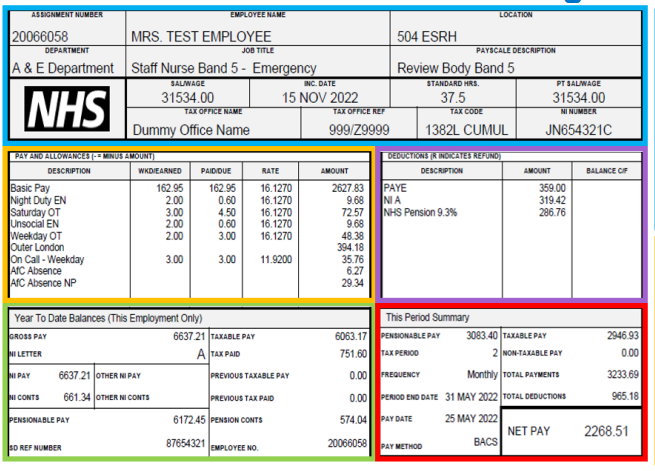 ASSIGNMENT NUMBER EMPLOYEE NAME LOCATION
20066058 MRS. TEST EMPLOYEE 504 ESRH
DEPARTMENT JOB TITLE PAYSCALE DESCRIPTION
A & E Department Staff Nurse Band 5 - Emergency Review Body Band 5
SAL/WAGE INC. DATE STANDARD HRS. PT SAL/WAGE
NHS 31534.00 15 NOV 2022 37.5 31534.00
TAX OFFICE NAME TAX OFFICE REF TAX CODE NI NUMBER
Dummy Office Name 999/Z9999 1382L CUMUL JN654321C
PAY AND ALLOWANCES (- = MINUS AMOUNT)
DESCRIPTION WKD/EARNED PAID/DUE RATE AMOUNT
Basic Pay 162.95 162.95 16.1270 2627.83
Night Duty EN 2.00 0.60 16.1270 9.68
Saturday OT 3.00 4.50 16.1270 72.57
Unsocial EN 2.00 0.60 16.1270 9.68
Weekday OT 2.00 3.00 16.1270 48.38
Outer London 394.18
On Call - Weekday 3.00 3.00 11.9200 35.76
AfC Absence 6.27
AfC Absence NP 29.34
DEDUCTIONS (R INDICATES REFUND)
DESCRIPTION AMOUNT BALANCE C/F
PAYE 359.00
NI A 319.42
NHS Pension 9.3% 286.76
Year To Date Balances (This Employment Only)
GROSS PAY 6637.21 TAXABLE PAY 6063.17
NI LETTER A TAX PAID 751.60
NI PAY 6637.21 OTHER NI PAY PREVIOUS TAXABLE PAY 0.00
NI CONTS 661.34 OTHER NI CONTS PREVIOUS TAX PAID 0.00
PENSIONABLE PAY 6172.45 PENSION CONTS 574.04
SD REF NUMBER 87654321 EMPLOYEE NO. 20066058
This Period Summary
PENSIONABLE PAY 3083.40 TAXABLE PAY 2946.93
TAX PERIOD 2 NON-TAXABLE PAY 0.00
FREQUENCY Monthly TOTAL PAYMENTS 3233.69
PERIOD END DATE 31 MAY 2022 TOTAL DEDUCTIONS 965.18
PAY DATE 25 MAY 2022
NET PAY 2268.51
PAY METHOD BACS